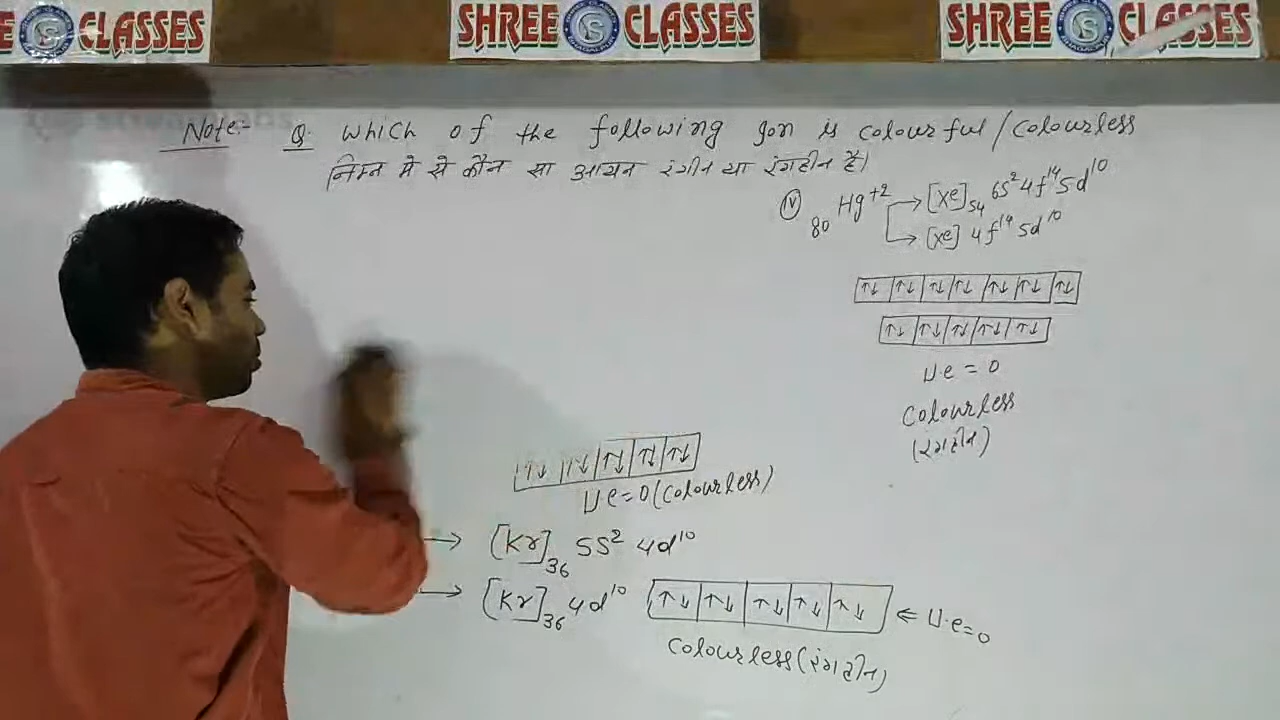 SHREE CLASSES
SHREE CLASSES
E CLASSES
Note:- Q. Which of the following Ion is colourful/colourless
निम्न मे से कौन सा आयन रंगीन या रंगहीन है।
(IV) 80 Hg+2 → [Xe]54 6s2 4f14 5d10
→ [Xe] 4f14 5d10
↑↓ ↑↓ ↑↓ ↑↓ ↑↓ ↑↓ ↑↓
↑↓ ↑↓ ↑↓ ↑↓ ↑↓
U e = 0
Colourless
(रंगहीन)
↑↓ ↑↓ ↑↓ ↑↓ ↑↓
U e = 0 (colourless)
→ [Kr]36 5s2 4d10
→ [Kr]36 4d10 ↑↓ ↑↓ ↑↓ ↑↓ ↑↓ ⇐ U.e = 0
Colourless (रंगहीन)